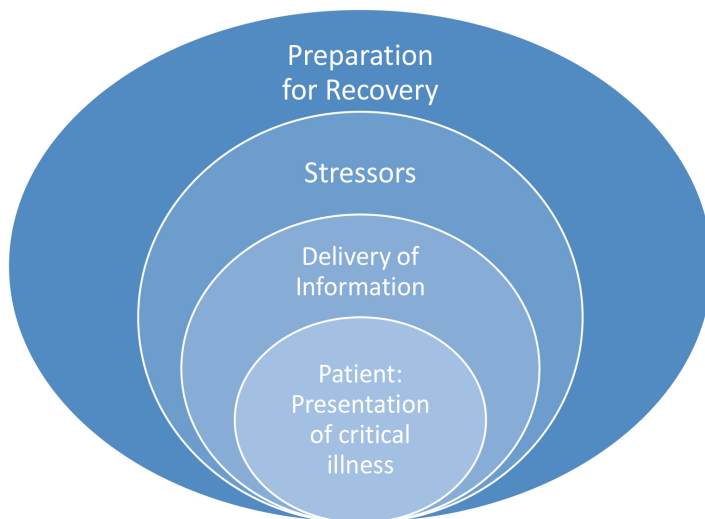 Preparation
for Recovery
Stressors
Delivery of
Information
Patient:
Presentation
of critical
illness